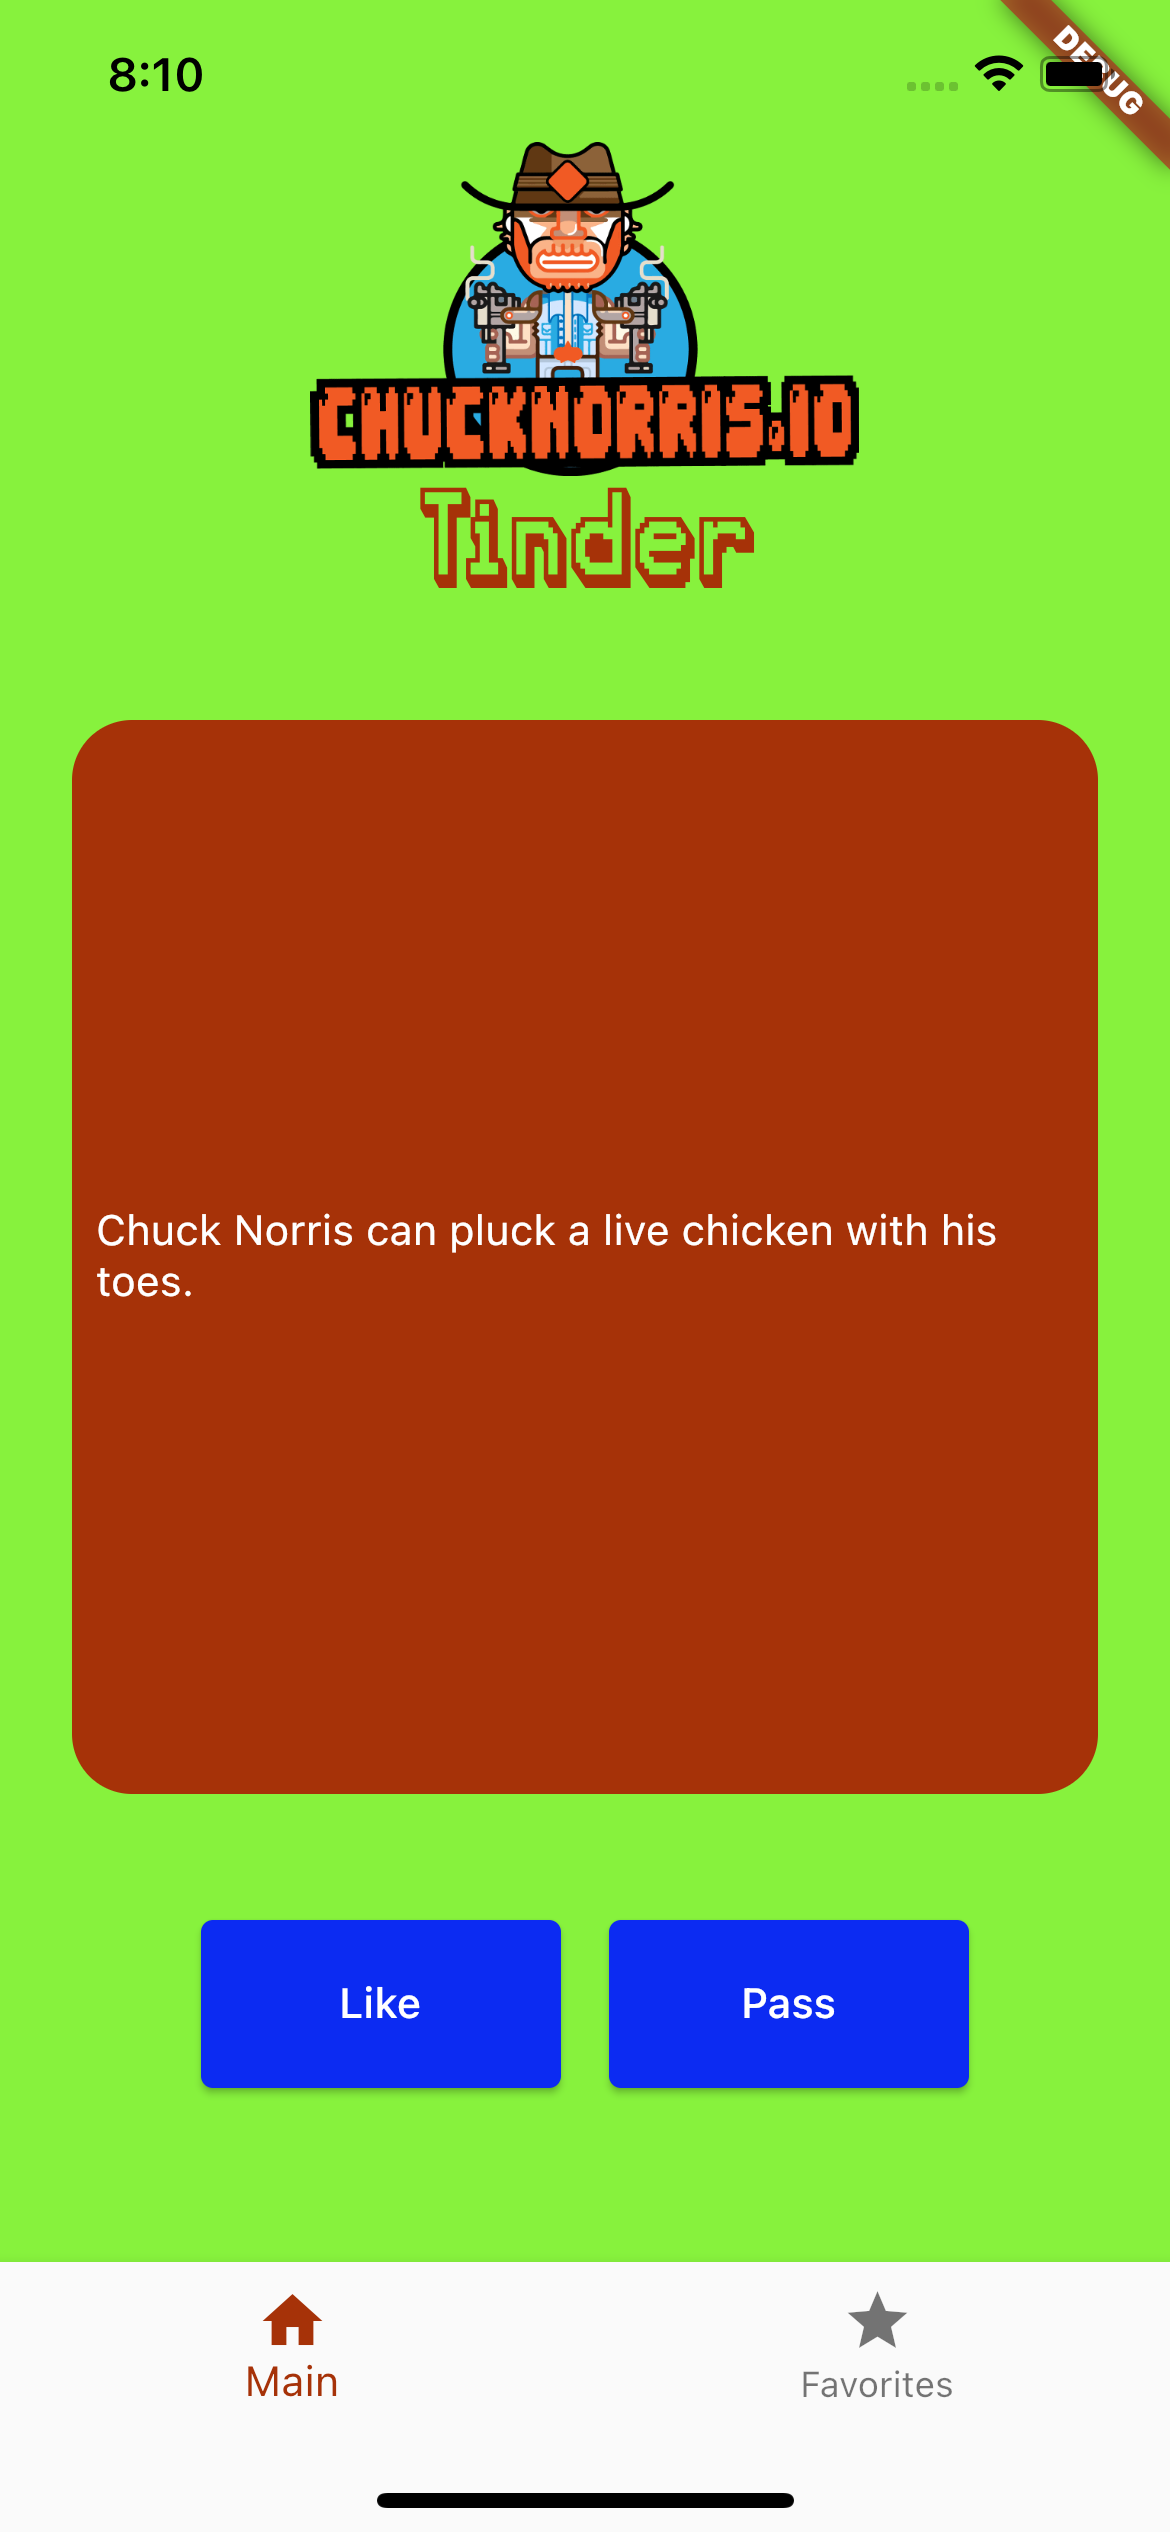 8:10
DEBUG
CHUCKNORRIS.IO
Tinder
Chuck Norris can pluck a live chicken with his
toes.
Like
Pass
Main
Favorites